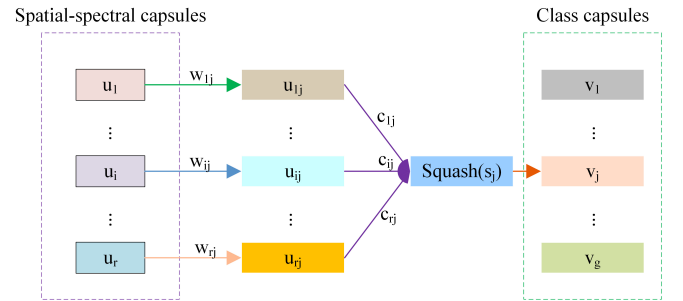 Spatial-spectral capsules
Class capsules
u₁ w₁ⱼ u₁ⱼ v₁
c₁ⱼ
⋮ ⋮ ⋮
uᵢ wᵢⱼ uᵢⱼ cᵢⱼ Squash(sⱼ) vⱼ
⋮ ⋮ ⋮
cᵣⱼ
uᵣ wᵣⱼ uᵣⱼ v_g